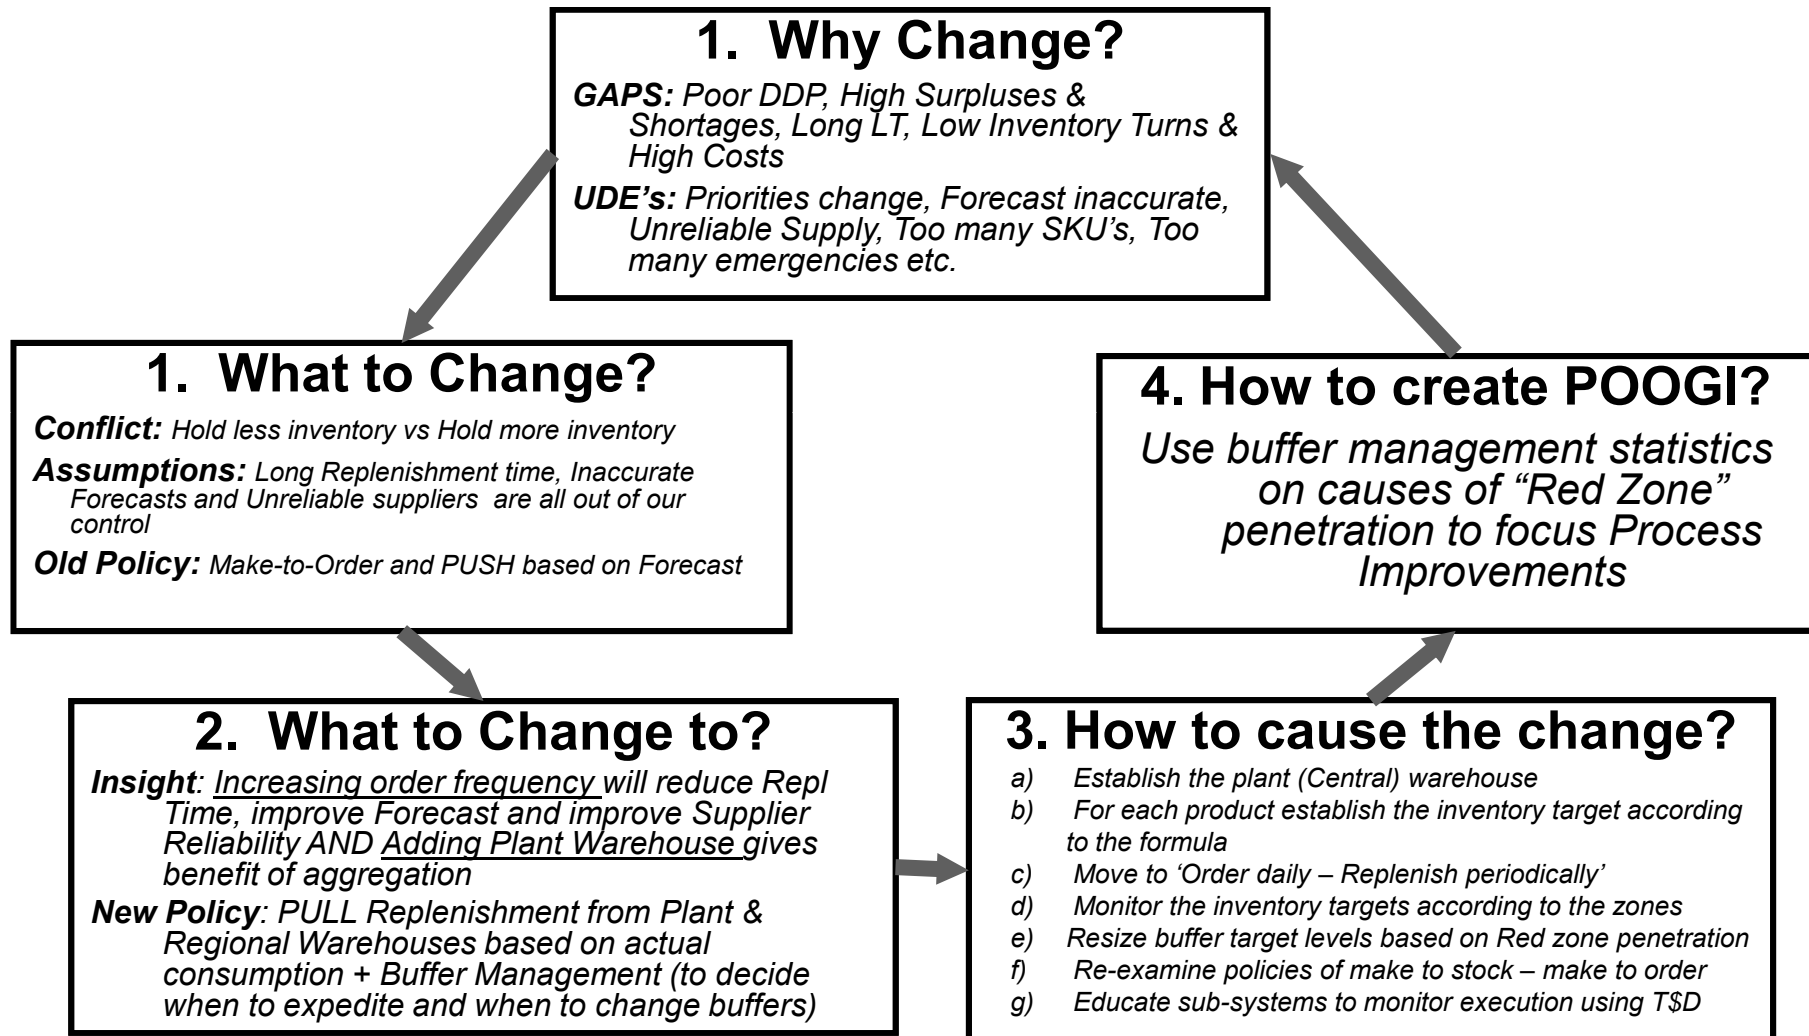 1. Why Change?
GAPS: Poor DDP, High Surpluses &
Shortages, Long LT, Low Inventory Turns &
High Costs
UDE’s: Priorities change, Forecast inaccurate,
Unreliable Supply, Too many SKU’s, Too
many emergencies etc.
1. What to Change?
Conflict: Hold less inventory vs Hold more inventory
Assumptions: Long Replenishment time, Inaccurate
Forecasts and Unreliable suppliers are all out of our
control
Old Policy: Make-to-Order and PUSH based on Forecast
2. What to Change to?
Insight: Increasing order frequency will reduce Repl
Time, improve Forecast and improve Supplier
Reliability AND Adding Plant Warehouse gives
benefit of aggregation
New Policy: PULL Replenishment from Plant &
Regional Warehouses based on actual
consumption + Buffer Management (to decide
when to expedite and when to change buffers)
3. How to cause the change?
a) Establish the plant (Central) warehouse
b) For each product establish the inventory target according
to the formula
c) Move to ‘Order daily – Replenish periodically’
d) Monitor the inventory targets according to the zones
e) Resize buffer target levels based on Red zone penetration
f) Re-examine policies of make to stock – make to order
g) Educate sub-systems to monitor execution using T$D
4. How to create POOGI?
Use buffer management statistics
on causes of “Red Zone”
penetration to focus Process
Improvements